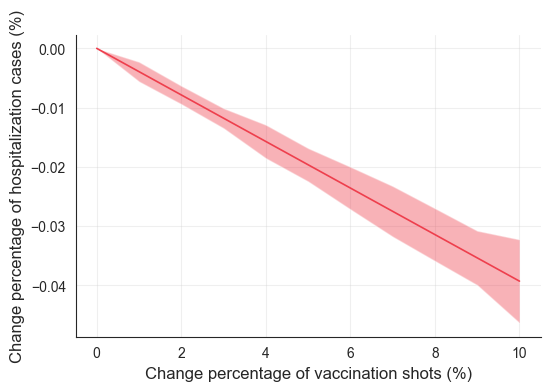 Change percentage of hospitalization cases (%)
0.00
−0.01
−0.02
−0.03
−0.04
0 2 4 6 8 10
Change percentage of vaccination shots (%)